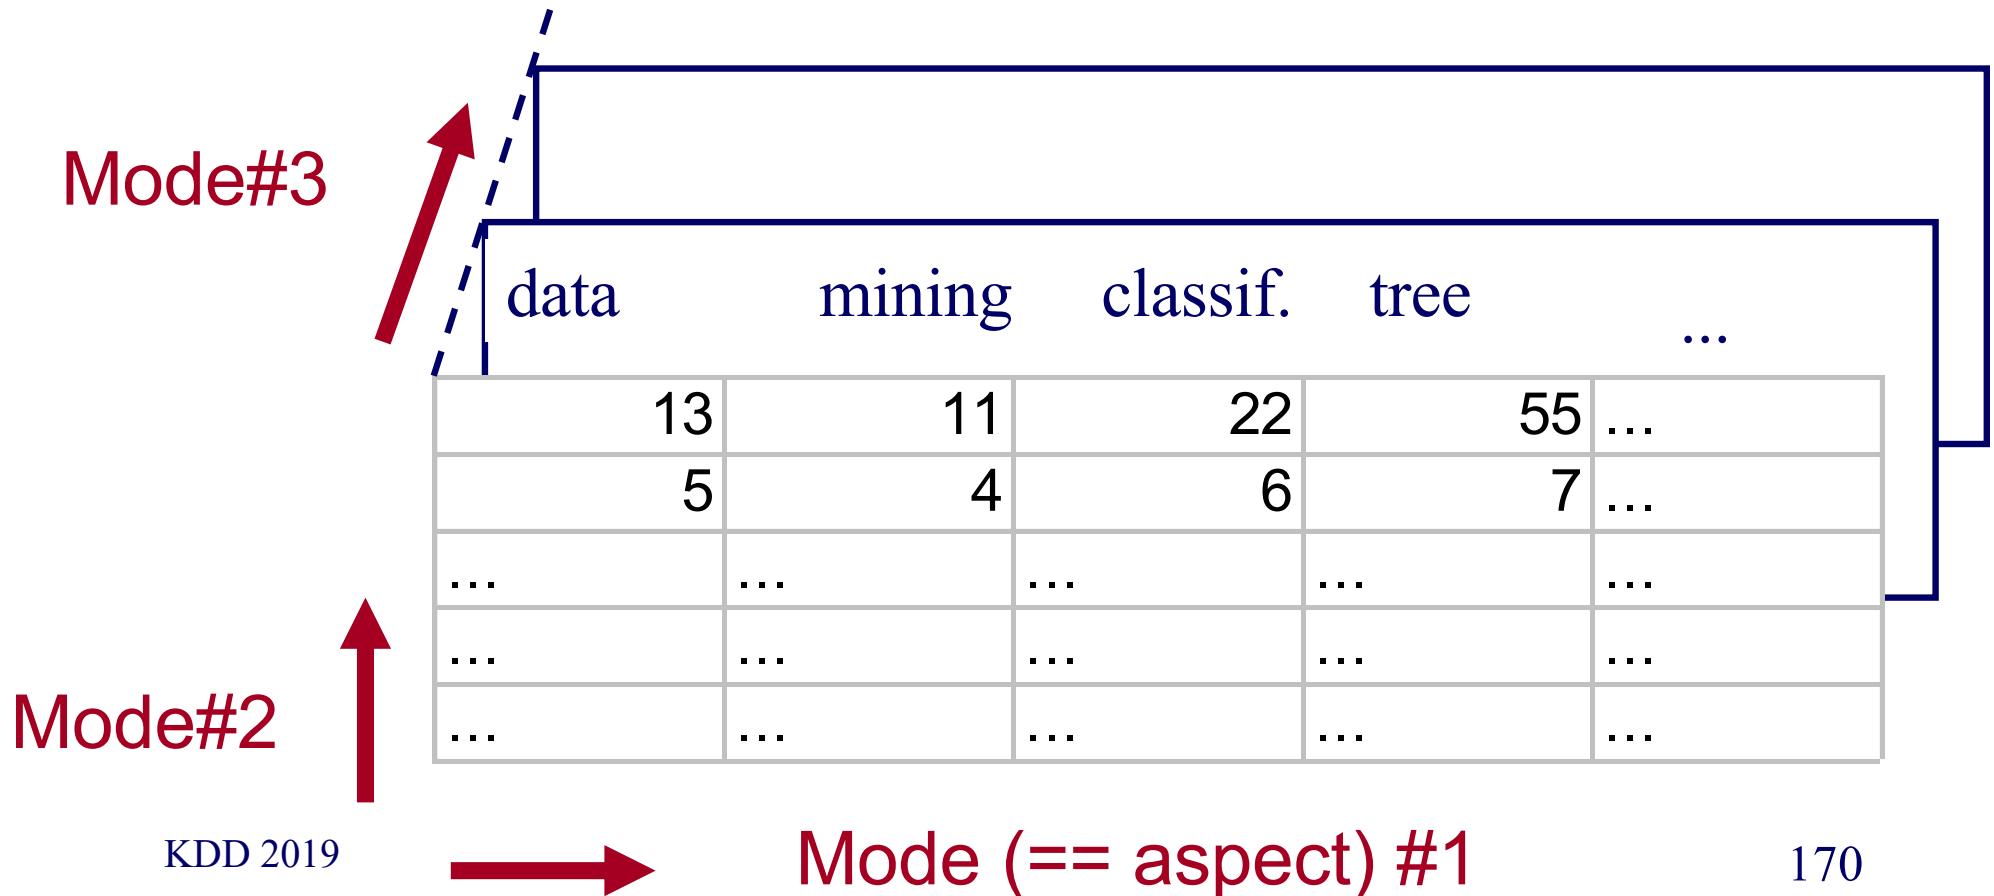 Mode#3
data mining classif. tree ...
13 11 22 55 ...
5 4 6 7 ...
... ... ... ... ...
... ... ... ... ...
... ... ... ... ...
Mode#2
Mode (== aspect) #1
KDD 2019
170